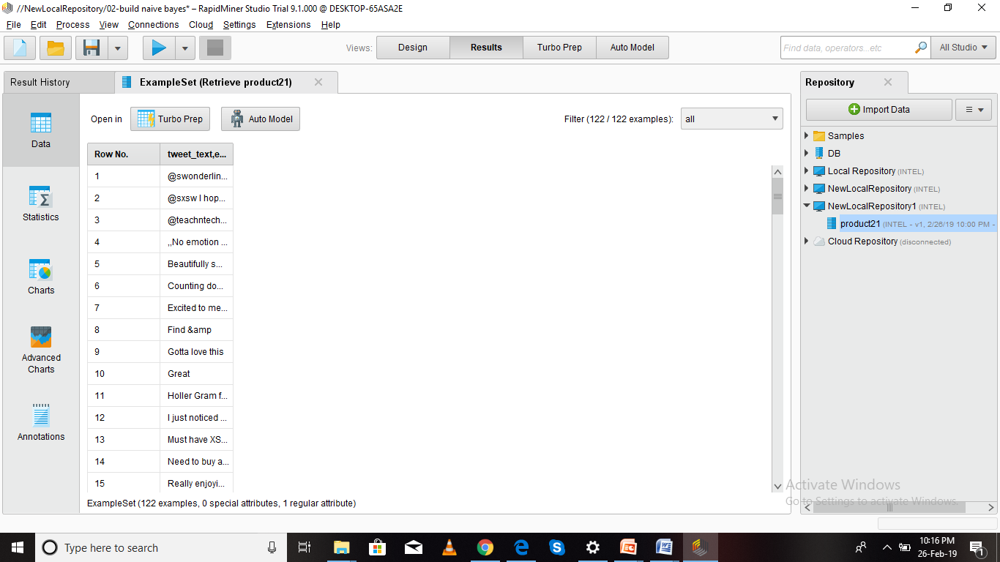 //NewLocalRepository/02-build naive bayes* – RapidMiner Studio Trial 9.1.000 @ DESKTOP-65ASA2E
File Edit Process View Connections Cloud Settings Extensions Help
Views: Design Results Turbo Prep Auto Model
Find data, operators...etc
All Studio
Result History
ExampleSet (Retrieve product21)
Repository
Open in Turbo Prep Auto Model
Filter (122 / 122 examples): all
Import Data
Data
Statistics
Charts
Advanced
Charts
Annotations
Row No. tweet_text,e...
1 @swonderlin...
2 @sxsw I hop...
3 @teachntech...
4 ,,No emotion ...
5 Beautifully s...
6 Counting do...
7 Excited to me...
8 Find &amp
9 Gotta love this
10 Great
11 Holler Gram f...
12 I just noticed ...
13 Must have XS...
14 Need to buy a...
15 Really enjoyi...
ExampleSet (122 examples, 0 special attributes, 1 regular attribute)
Samples
DB
Local Repository (INTEL)
NewLocalRepository (INTEL)
NewLocalRepository1 (INTEL)
product21 (INTEL - v1, 2/26/19 10:00 PM -
Cloud Repository (disconnected)
Activate Windows
Go to Settings to activate Windows.
Type here to search
10:16 PM
26-Feb-19
1